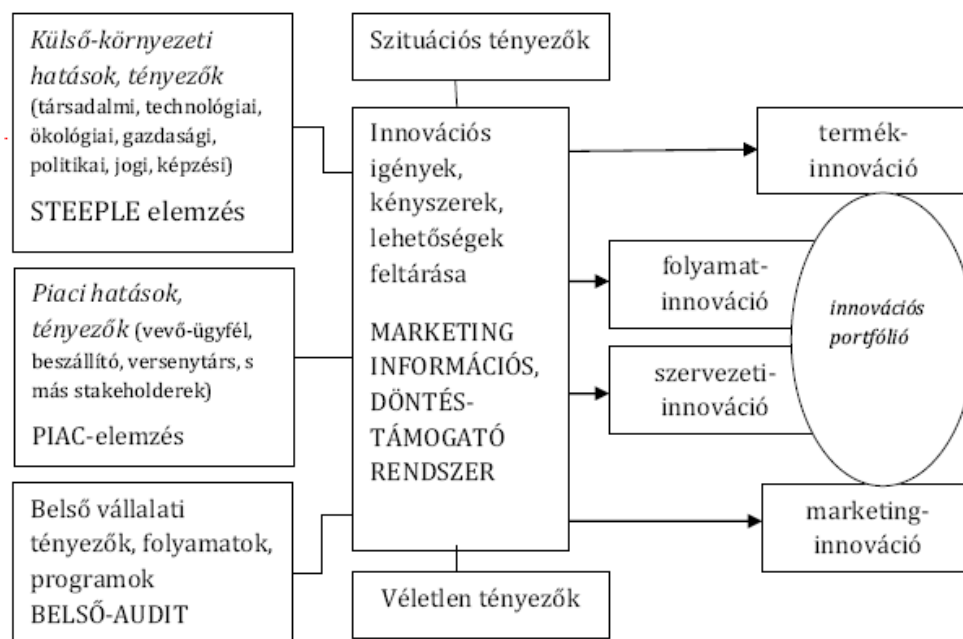 Külső-környezeti
hatások, tényezők
(társadalmi, technológiai,
ökológiai, gazdasági,
politikai, jogi, képzési)
STEEPLE elemzés
Piaci hatások,
tényezők (vevő-ügyfél,
beszállító, versenytárs, s
más stakeholderek)
PIAC-elemzés
Belső vállalati
tényezők, folyamatok,
programok
BELSŐ-AUDIT
Szituációs tényezők
Innovációs
igények,
kényszerek,
lehetőségek
feltárása
MARKETING
INFORMÁCIÓS,
DÖNTÉS-
TÁMOGATÓ
RENDSZER
Véletlen tényezők
termék-
innováció
folyamat-
innováció
szervezeti-
innováció
marketing-
innováció
innovációs
portfólió